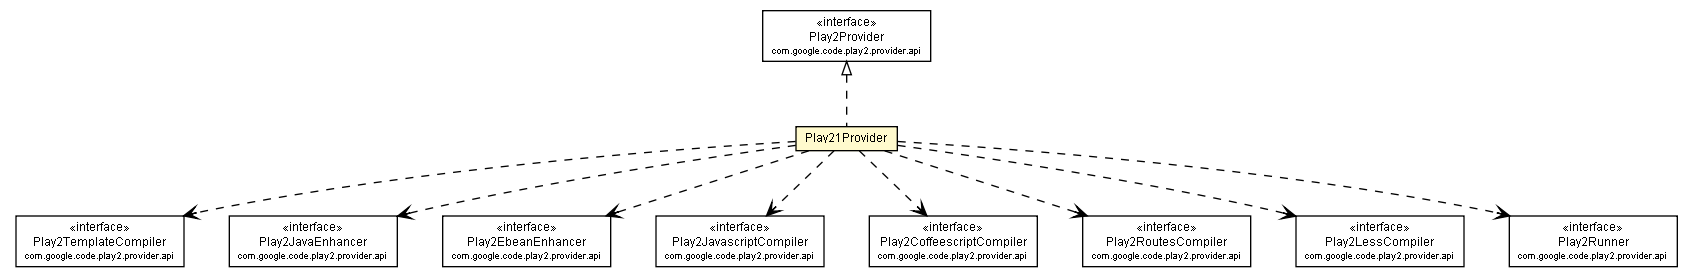 «interface»
Play2Provider
com.google.code.play2.provider.api
Play21Provider
«interface»
Play2TemplateCompiler
com.google.code.play2.provider.api
«interface»
Play2JavaEnhancer
com.google.code.play2.provider.api
«interface»
Play2EbeanEnhancer
com.google.code.play2.provider.api
«interface»
Play2JavascriptCompiler
com.google.code.play2.provider.api
«interface»
Play2CoffeescriptCompiler
com.google.code.play2.provider.api
«interface»
Play2RoutesCompiler
com.google.code.play2.provider.api
«interface»
Play2LessCompiler
com.google.code.play2.provider.api
«interface»
Play2Runner
com.google.code.play2.provider.api